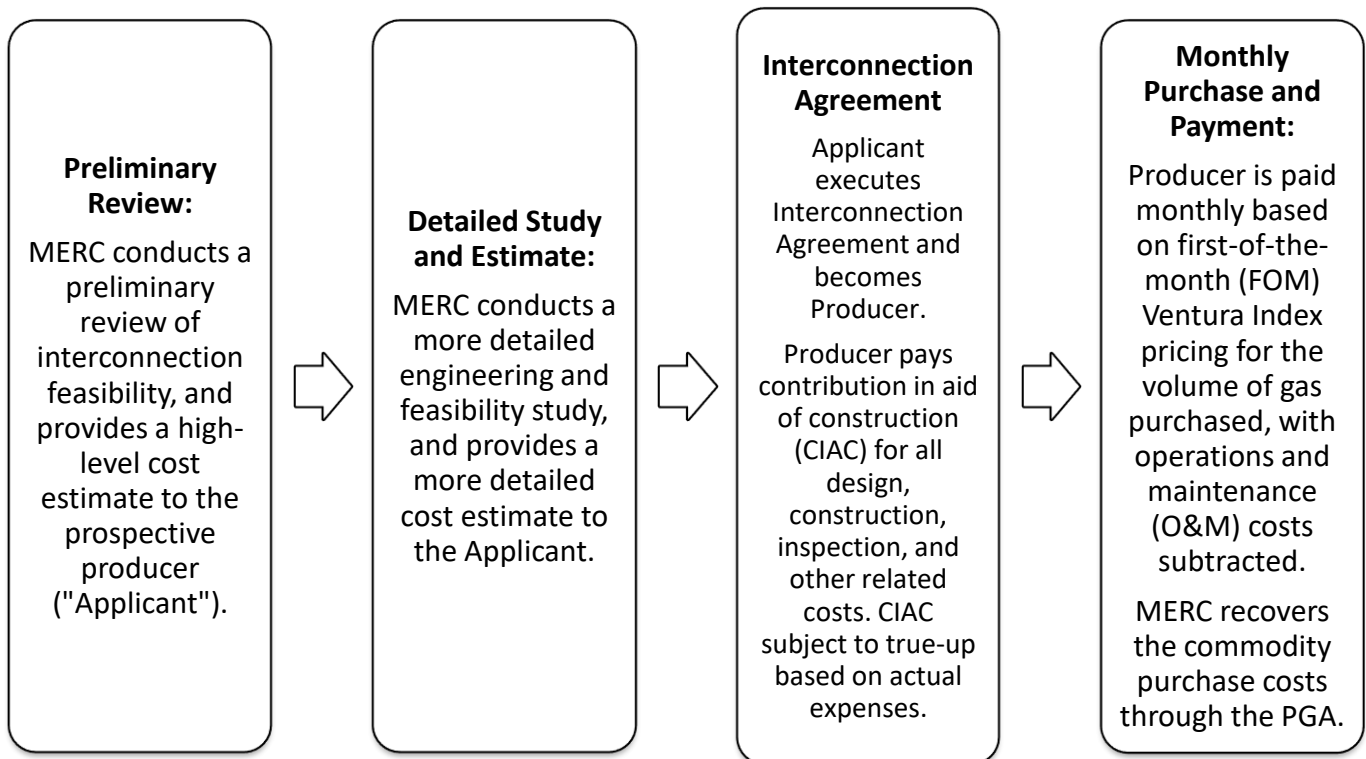 Preliminary
Review:
MERC conducts a
preliminary
review of
interconnection
feasibility, and
provides a high-
level cost
estimate to the
prospective
producer
("Applicant").
Detailed Study
and Estimate:
MERC conducts a
more detailed
engineering and
feasibility study,
and provides a
more detailed
cost estimate to
the Applicant.
Interconnection
Agreement
Applicant
executes
Interconnection
Agreement and
becomes
Producer.
Producer pays
contribution in aid
of construction
(CIAC) for all
design,
construction,
inspection, and
other related
costs. CIAC
subject to true-up
based on actual
expenses.
Monthly
Purchase and
Payment:
Producer is paid
monthly based
on first-of-the-
month (FOM)
Ventura Index
pricing for the
volume of gas
purchased, with
operations and
maintenance
(O&M) costs
subtracted.
MERC recovers
the commodity
purchase costs
through the PGA.